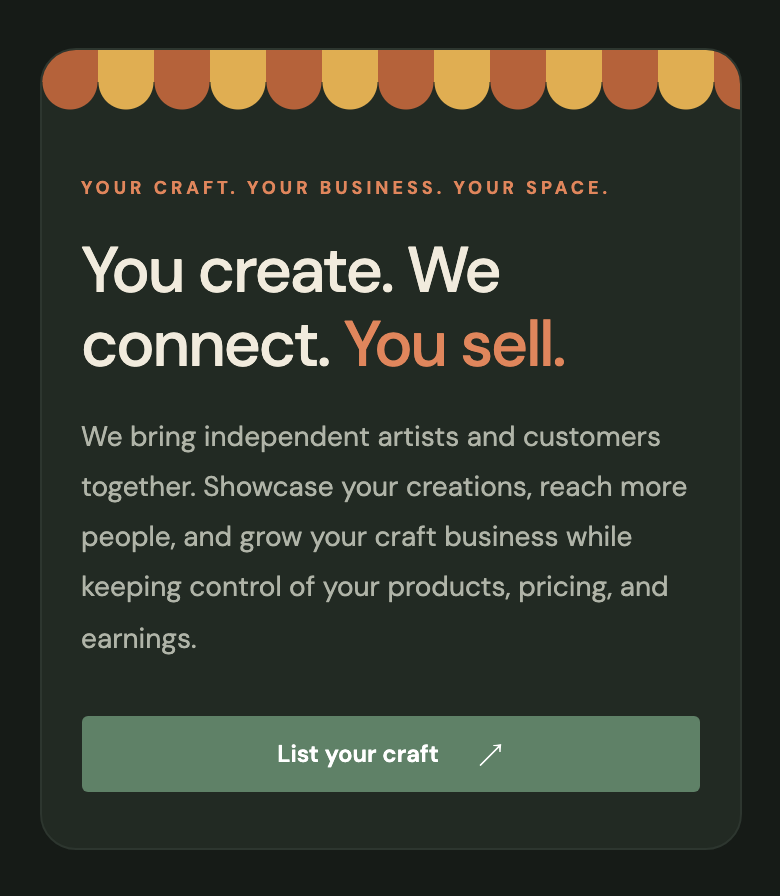 YOUR CRAFT. YOUR BUSINESS. YOUR SPACE.
You create. We
connect. You sell.
We bring independent artists and customers
together. Showcase your creations, reach more
people, and grow your craft business while
keeping control of your products, pricing, and
earnings.
List your craft ↗